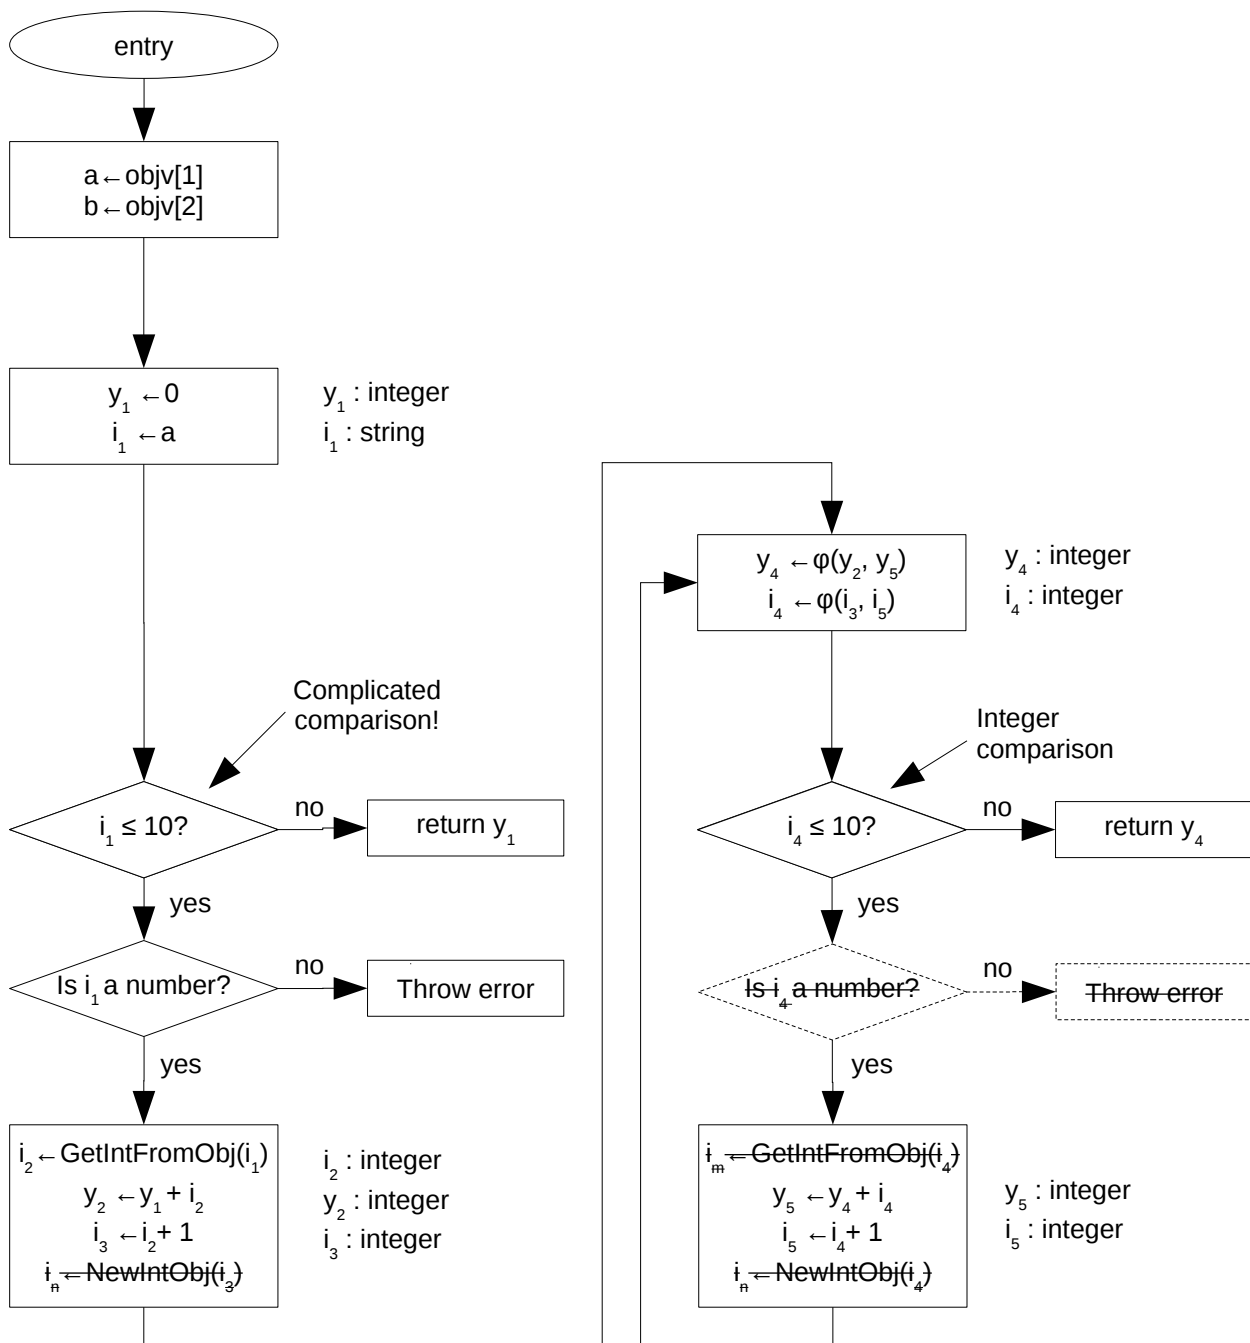 entry
a←objv[1]
b←objv[2]
y1 ←0
i1 ←a
y1 : integer
i1 : string
Complicated
comparison!
i1 ≤ 10?
no
return y1
yes
Is i1 a number?
no
Throw error
yes
i2←GetIntFromObj(i1)
y2 ←y1 + i2
i3 ←i2+ 1
in←NewIntObj(i3)
i2 : integer
y2 : integer
i3 : integer
y4 ←φ(y2, y5)
i4 ←φ(i3, i5)
y4 : integer
i4 : integer
Integer
comparison
i4 ≤ 10?
no
return y4
yes
Is i4 a number?
no
Throw error
yes
im←GetIntFromObj(i4)
y5 ←y4 + i4
i5 ←i4+ 1
in←NewIntObj(i4)
y5 : integer
i5 : integer